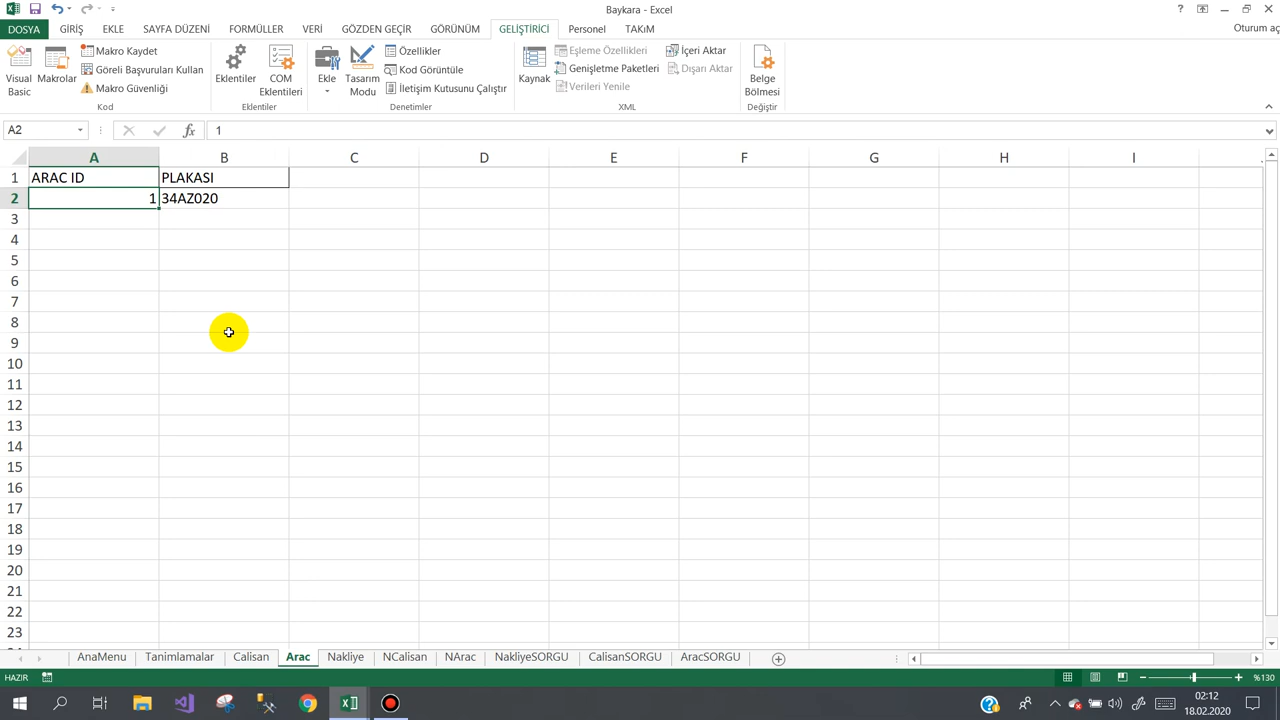 Baykara - Excel
DOSYA GİRİŞ EKLE SAYFA DÜZENİ FORMÜLLER VERİ GÖZDEN GEÇİR GÖRÜNÜM GELİŞTİRİCİ Personel TAKıM Oturum aç
Visual Basic
Makrolar
Makro Kaydet
Göreli Başvuruları Kullan
Makro Güvenliği
Kod
Eklentiler
COM Eklentileri
Eklentiler
Ekle
Tasarım Modu
Özellikler
Kod Görüntüle
İletişim Kutusunu Çalıştır
Denetimler
Kaynak
Eşleme Özellikleri
Genişletme Paketleri
Verileri Yenile
İçeri Aktar
Dışarı Aktar
XML
Belge Bölmesi
Değiştir
A2 fx 1
A B C D E F G H I
1 ARAC ID PLAKASI
2 1 34AZ020
3
4
5
6
7
8
9
10
11
12
13
14
15
16
17
18
19
20
21
22
23
AnaMenu Tanimlamalar Calisan Arac Nakliye NCalisan NArac NakliyeSORGU CalisanSORGU AracSORGU
HAZIR %130
02:12
18.02.2020